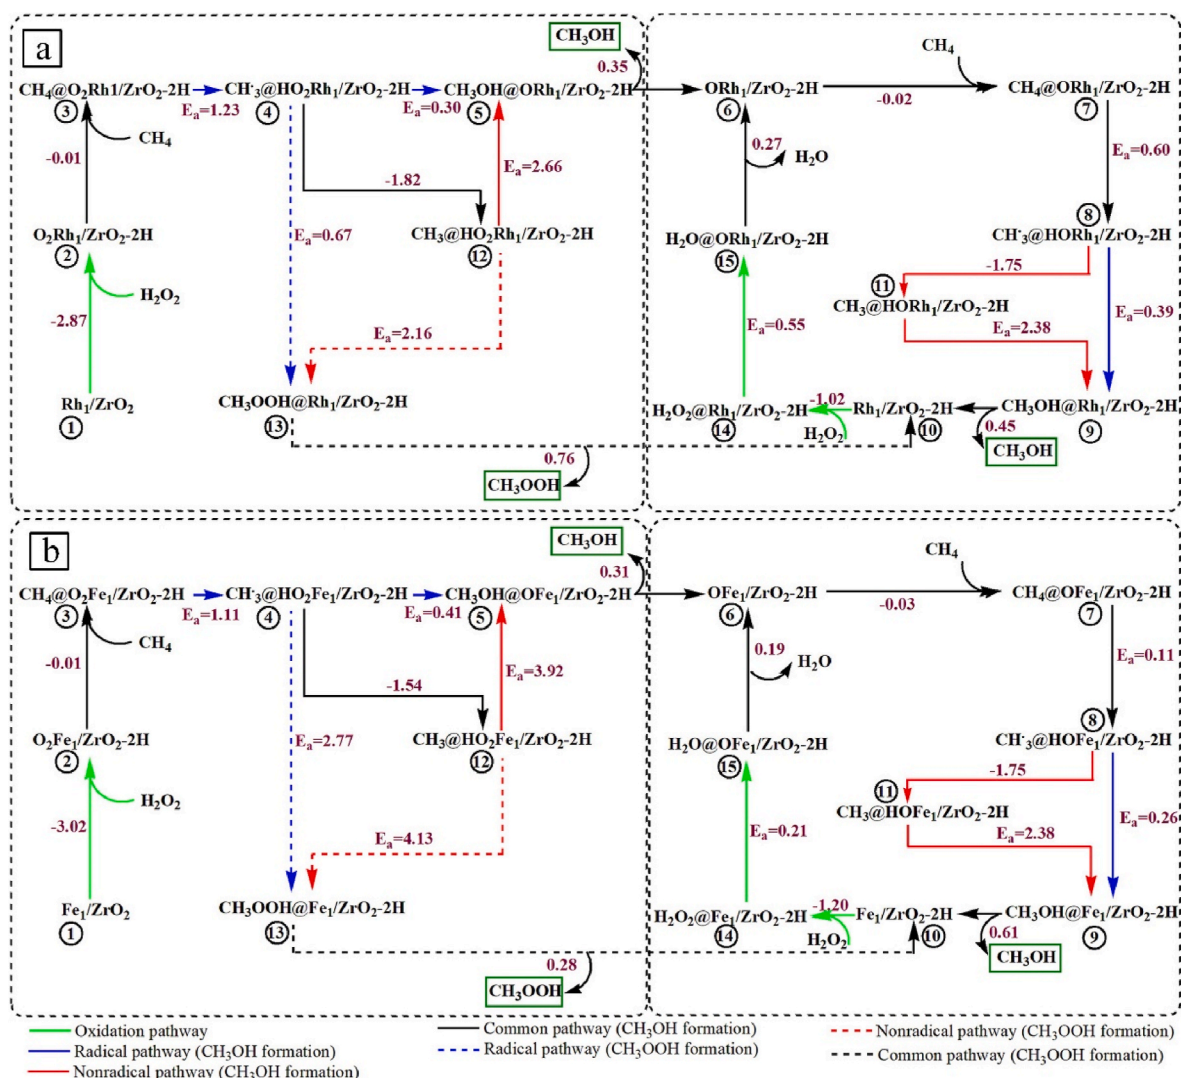 a
CH₃OH
0.35
CH₄
CH₄@O₂Rh1/ZrO₂-2H
CH·₃@HO₂Rh₁/ZrO₂-2H
CH₃OH@ORh₁/ZrO₂-2H
ORh₁/ZrO₂-2H
-0.02
CH₄@ORh₁/ZrO₂-2H
3
Eₐ=1.23
4
Eₐ=0.30
5
6
7
CH₄
-0.01
0.27
H₂O
Eₐ=0.60
Eₐ=2.66
-1.82
O₂Rh₁/ZrO₂-2H
2
Eₐ=0.67
CH₃@HO₂Rh₁/ZrO₂-2H
12
H₂O@ORh₁/ZrO₂-2H
15
8
CH·₃@HORh₁/ZrO₂-2H
-1.75
11
CH₃@HORh₁/ZrO₂-2H
H₂O₂
-2.87
Eₐ=2.16
Eₐ=0.55
Eₐ=2.38
Eₐ=0.39
Rh₁/ZrO₂
1
CH₃OOH@Rh₁/ZrO₂-2H
13
H₂O₂@Rh₁/ZrO₂-2H
14
-1.02
H₂O₂
Rh₁/ZrO₂-2H
10
0.45
CH₃OH
CH₃OH@Rh₁/ZrO₂-2H
9
0.76
CH₃OOH
b
CH₃OH
0.31
CH₄
CH₄@O₂Fe₁/ZrO₂-2H
CH·₃@HO₂Fe₁/ZrO₂-2H
CH₃OH@OFe₁/ZrO₂-2H
OFe₁/ZrO₂-2H
-0.03
CH₄@OFe₁/ZrO₂-2H
3
Eₐ=1.11
4
Eₐ=0.41
5
6
7
CH₄
-0.01
0.19
H₂O
Eₐ=0.11
Eₐ=3.92
-1.54
O₂Fe₁/ZrO₂-2H
2
Eₐ=2.77
CH₃@HO₂Fe₁/ZrO₂-2H
12
H₂O@OFe₁/ZrO₂-2H
15
8
CH·₃@HOFe₁/ZrO₂-2H
-1.75
11
CH₃@HOFe₁/ZrO₂-2H
H₂O₂
-3.02
Eₐ=4.13
Eₐ=0.21
Eₐ=2.38
Eₐ=0.26
Fe₁/ZrO₂
1
CH₃OOH@Fe₁/ZrO₂-2H
13
H₂O₂@Fe₁/ZrO₂-2H
14
-1.20
H₂O₂
Fe₁/ZrO₂-2H
10
0.61
CH₃OH
CH₃OH@Fe₁/ZrO₂-2H
9
0.28
CH₃OOH
Oxidation pathway
Radical pathway (CH₃OH formation)
Nonradical pathway (CH₃OH formation)
Common pathway (CH₃OH formation)
Radical pathway (CH₃OOH formation)
Nonradical pathway (CH₃OOH formation)
Common pathway (CH₃OOH formation)